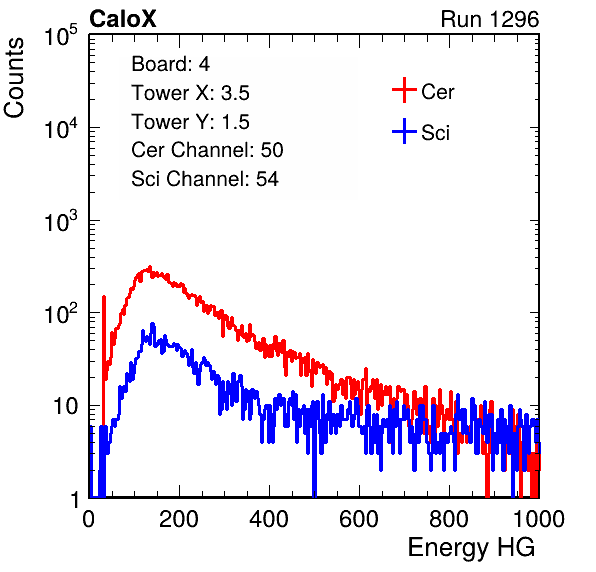 CaloX Run 1296
Counts
10^5
10^4
10^3
10^2
10
1
Board: 4
Tower X: 3.5
Tower Y: 1.5
Cer Channel: 50
Sci Channel: 54
Cer
Sci
0 200 400 600 800 1000
Energy HG